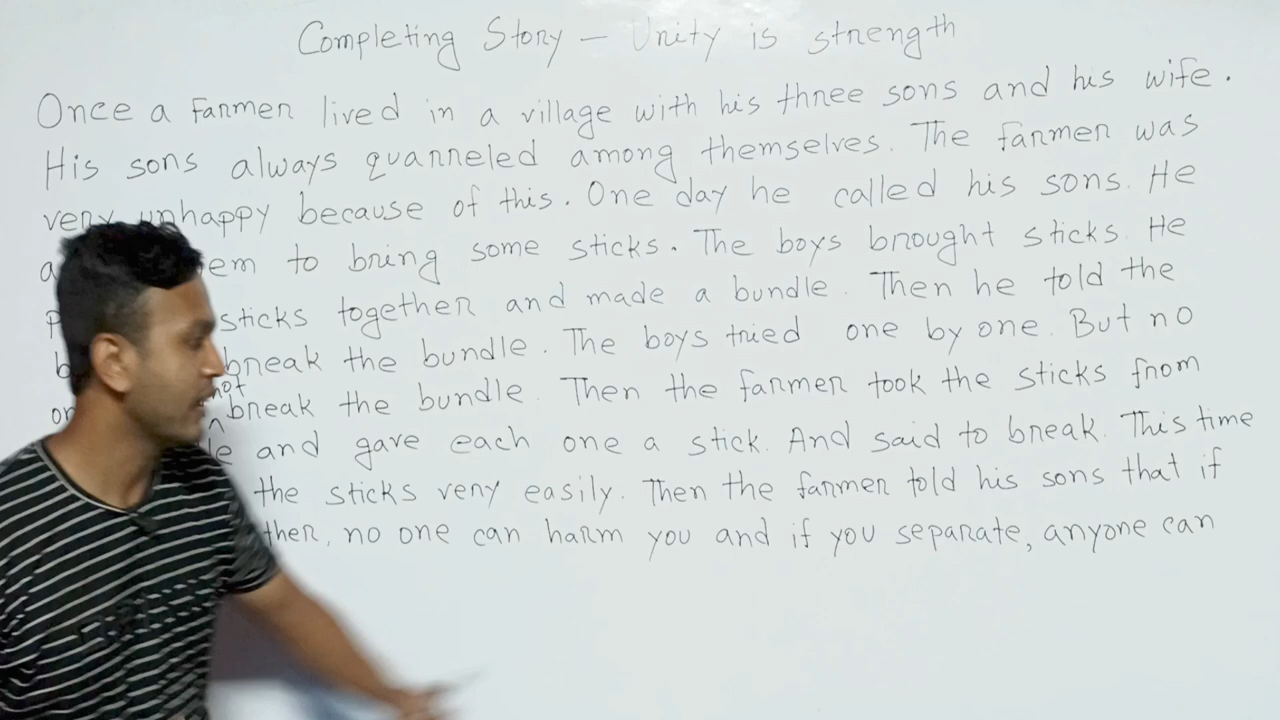 Completing Story – Unity is strength
Once a farmer lived in a village with his three sons and his wife.
His sons always quarreled among themselves. The farmer was
very unhappy because of this. One day he called his sons. He
to bring some sticks. The boys brought sticks. He
sticks together and made a bundle. Then he told the
break the bundle. The boys tried one by one. But no
not break the bundle. Then the farmer took the sticks from
and gave each one a stick. And said to break. This time
the sticks very easily. Then the farmer told his sons that if
no one can harm you and if you separate, anyone can